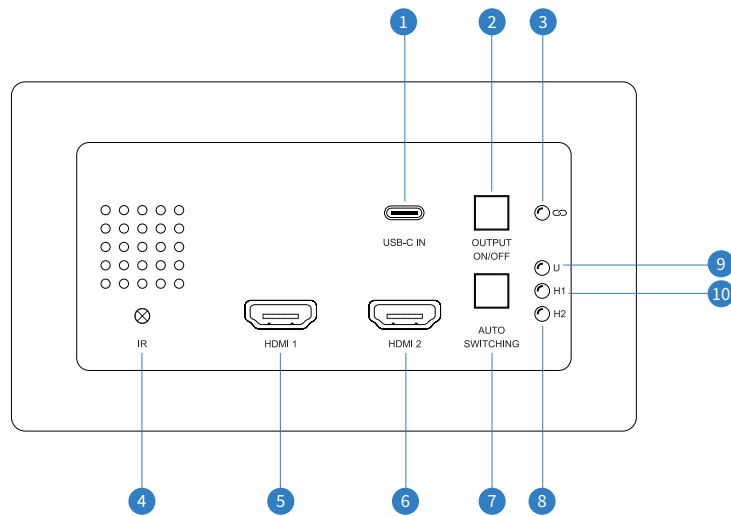 1
2
3
USB-C IN
OUTPUT
ON/OFF
U
9
H1
10
H2
IR
HDMI 1
HDMI 2
AUTO
SWITCHING
4
5
6
7
8